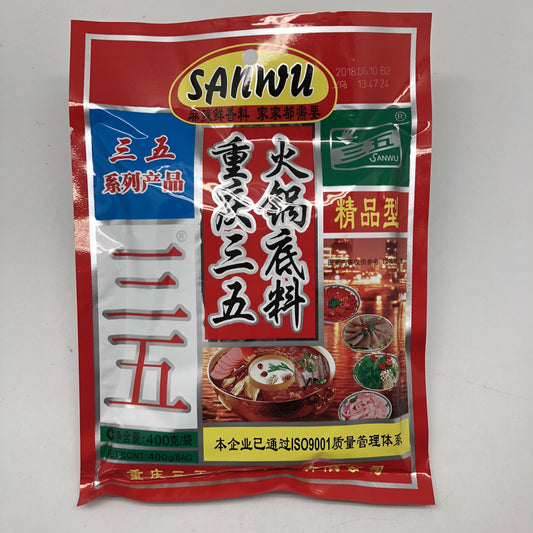 SANWU
麻辣鲜香料 家家都需要
2018.06.10 B2
13:47:24
三五
系列产品
三五
SANWU
®
火锅底料
重庆三五
精品型
三五
®
净含量:400克/袋
NET CONT.400g/BAG
本企业已通过ISO9001质量管理体系